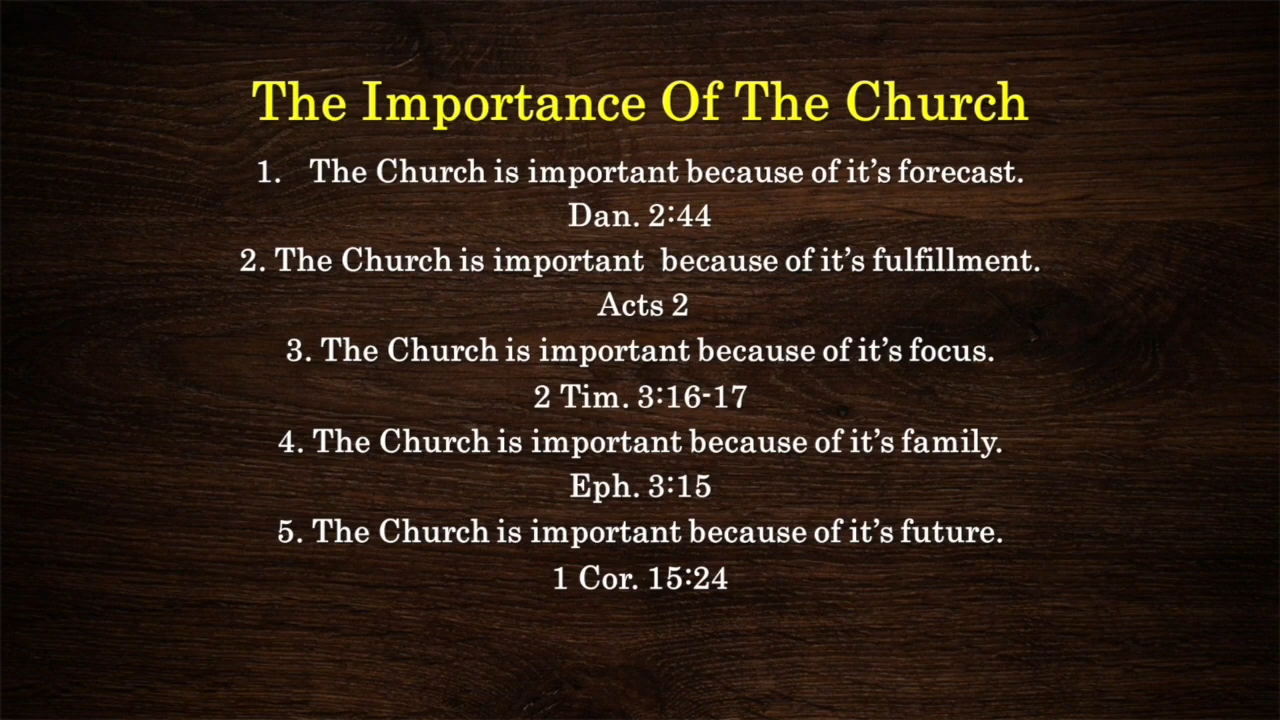 The Importance Of The Church
1. The Church is important because of it’s forecast.
Dan. 2:44
2. The Church is important  because of it’s fulfillment.
Acts 2
3. The Church is important because of it’s focus.
2 Tim. 3:16-17
4. The Church is important because of it’s family.
Eph. 3:15
5. The Church is important because of it’s future.
1 Cor. 15:24